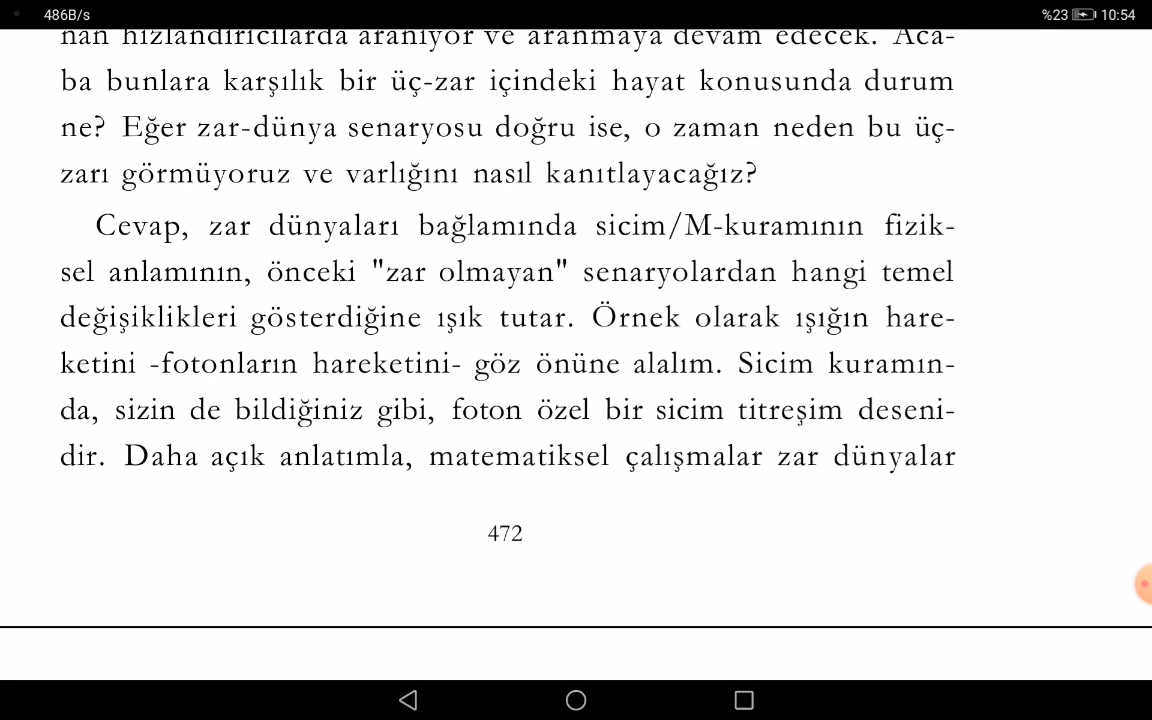 486B/s
%23 10:54
nan hızlandırıcılarda aranıyor ve aranmaya devam edecek. Aca-
ba bunlara karşılık bir üç-zar içindeki hayat konusunda durum
ne? Eğer zar-dünya senaryosu doğru ise, o zaman neden bu üç-
zarı görmüyoruz ve varlığını nasıl kanıtlayacağız?
Cevap, zar dünyaları bağlamında sicim/M-kuramının fizik-
sel anlamının, önceki "zar olmayan" senaryolardan hangi temel
değişiklikleri gösterdiğine ışık tutar. Örnek olarak ışığın hare-
ketini -fotonların hareketini- göz önüne alalım. Sicim kuramın-
da, sizin de bildiğiniz gibi, foton özel bir sicim titreşim deseni-
dir. Daha açık anlatımla, matematiksel çalışmalar zar dünyalar
472